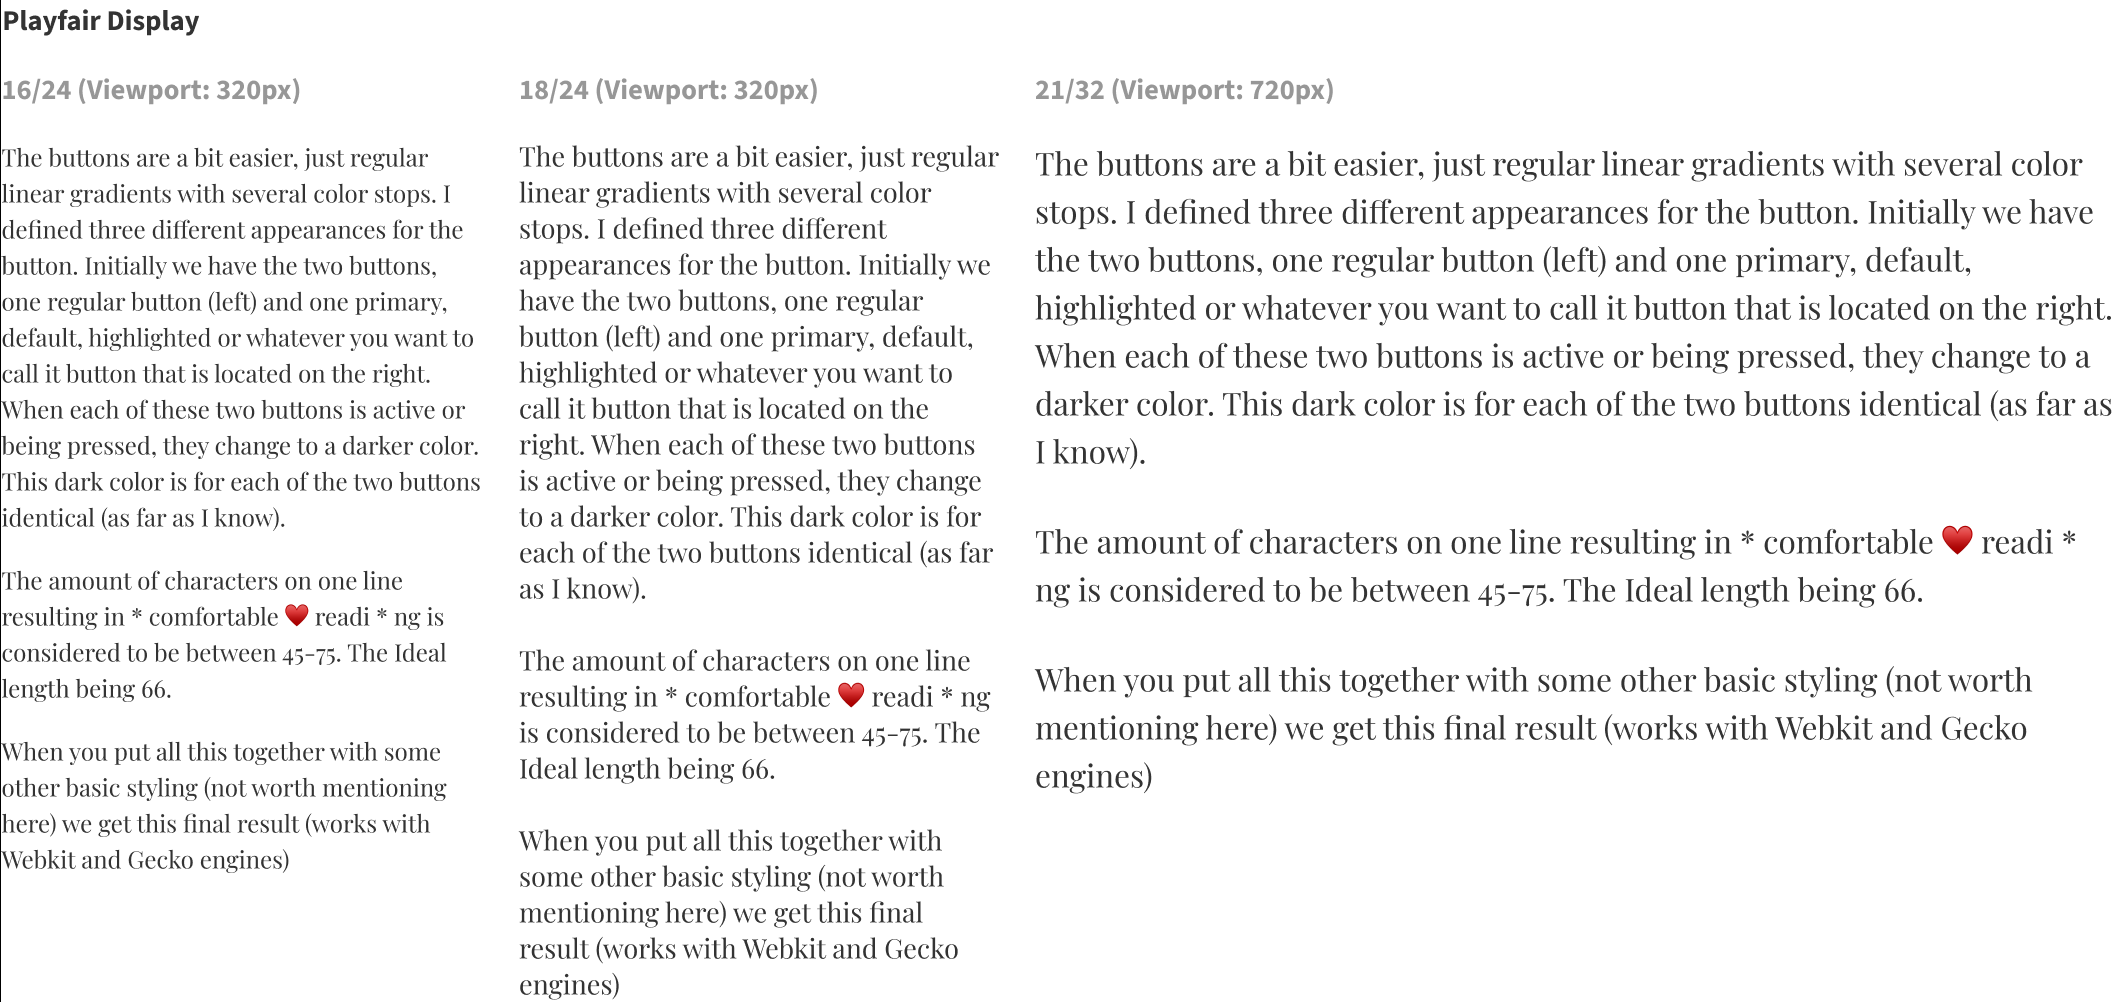 Playfair Display
16/24 (Viewport: 320px)
The buttons are a bit easier, just regular
linear gradients with several color stops. I
defined three different appearances for the
button. Initially we have the two buttons,
one regular button (left) and one primary,
default, highlighted or whatever you want to
call it button that is located on the right.
When each of these two buttons is active or
being pressed, they change to a darker color.
This dark color is for each of the two buttons
identical (as far as I know).
The amount of characters on one line
resulting in * comfortable ♥ readi * ng is
considered to be between 45-75. The Ideal
length being 66.
When you put all this together with some
other basic styling (not worth mentioning
here) we get this final result (works with
Webkit and Gecko engines)
18/24 (Viewport: 320px)
The buttons are a bit easier, just regular
linear gradients with several color
stops. I defined three different
appearances for the button. Initially we
have the two buttons, one regular
button (left) and one primary, default,
highlighted or whatever you want to
call it button that is located on the
right. When each of these two buttons
is active or being pressed, they change
to a darker color. This dark color is for
each of the two buttons identical (as far
as I know).
The amount of characters on one line
resulting in * comfortable ♥ readi * ng
is considered to be between 45-75. The
Ideal length being 66.
When you put all this together with
some other basic styling (not worth
mentioning here) we get this final
result (works with Webkit and Gecko
engines)
21/32 (Viewport: 720px)
The buttons are a bit easier, just regular linear gradients with several color
stops. I defined three different appearances for the button. Initially we have
the two buttons, one regular button (left) and one primary, default,
highlighted or whatever you want to call it button that is located on the right.
When each of these two buttons is active or being pressed, they change to a
darker color. This dark color is for each of the two buttons identical (as far as
I know).
The amount of characters on one line resulting in * comfortable ♥ readi *
ng is considered to be between 45-75. The Ideal length being 66.
When you put all this together with some other basic styling (not worth
mentioning here) we get this final result (works with Webkit and Gecko
engines)